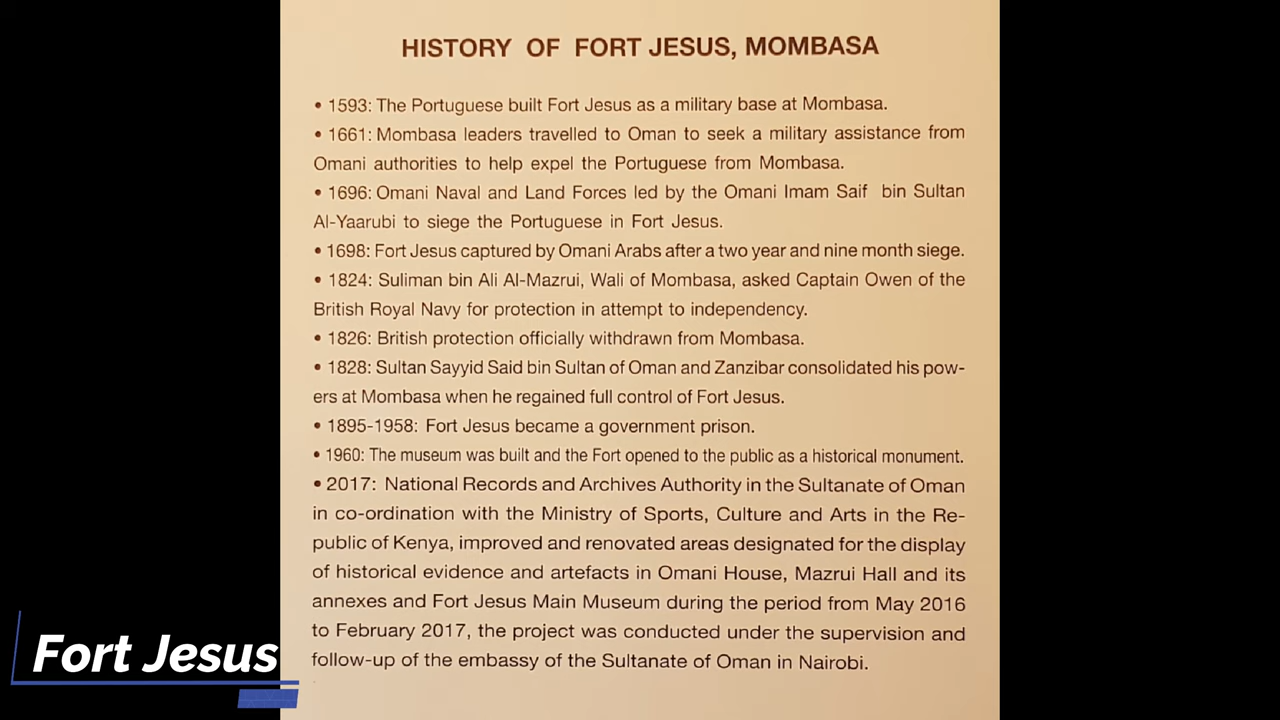 HISTORY OF FORT JESUS, MOMBASA
• 1593: The Portuguese built Fort Jesus as a military base at Mombasa.
• 1661: Mombasa leaders travelled to Oman to seek a military assistance from
Omani authorities to help expel the Portuguese from Mombasa.
• 1696: Omani Naval and Land Forces led by the Omani Imam Saif bin Sultan
Al-Yaarubi to siege the Portuguese in Fort Jesus.
• 1698: Fort Jesus captured by Omani Arabs after a two year and nine month siege.
• 1824: Suliman bin Ali Al-Mazrui, Wali of Mombasa, asked Captain Owen of the
British Royal Navy for protection in attempt to independency.
• 1826: British protection officially withdrawn from Mombasa.
• 1828: Sultan Sayyid Said bin Sultan of Oman and Zanzibar consolidated his pow-
ers at Mombasa when he regained full control of Fort Jesus.
• 1895-1958: Fort Jesus became a government prison.
• 1960: The museum was built and the Fort opened to the public as a historical monument.
• 2017: National Records and Archives Authority in the Sultanate of Oman
in co-ordination with the Ministry of Sports, Culture and Arts in the Re-
public of Kenya, improved and renovated areas designated for the display
of historical evidence and artefacts in Omani House, Mazrui Hall and its
annexes and Fort Jesus Main Museum during the period from May 2016
to February 2017, the project was conducted under the supervision and
follow-up of the embassy of the Sultanate of Oman in Nairobi.
Fort Jesus